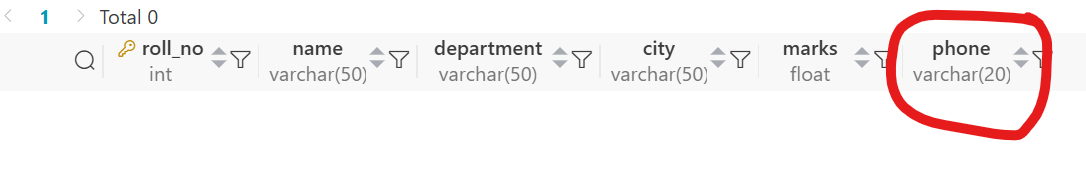 1 Total 0
roll_no name department city marks phone
int varchar(50) varchar(50) varchar(50) float varchar(20)